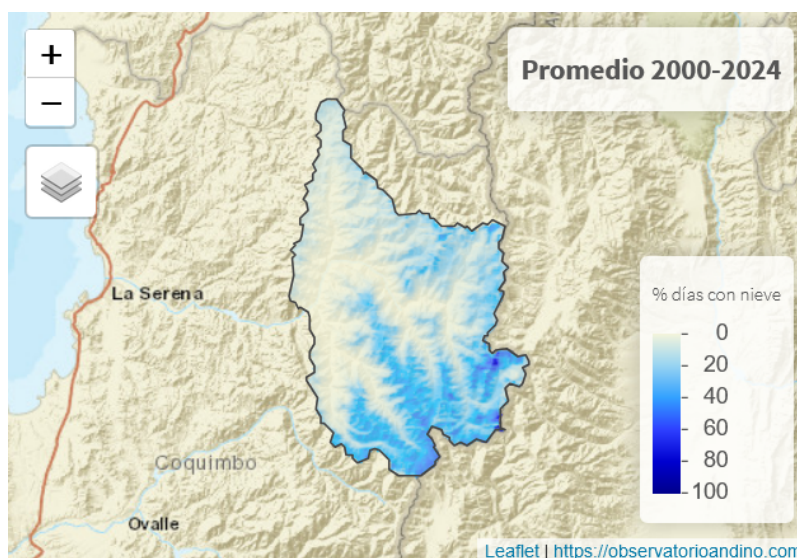 +
Promedio 2000-2024
−
% días con nieve
0
20
40
60
80
100
La Serena
Coquimbo
Ovalle
Leaflet | https://observatorioandino.com